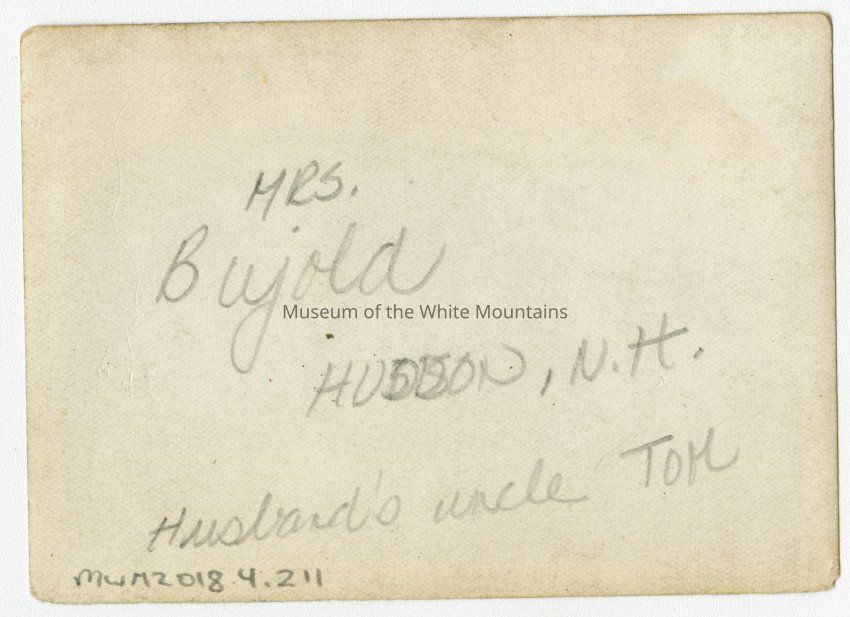 MRS.
Bujold
Museum of the White Mountains
HUDSON, N.H.
Husband's uncle Tom
MWM2018.4.211